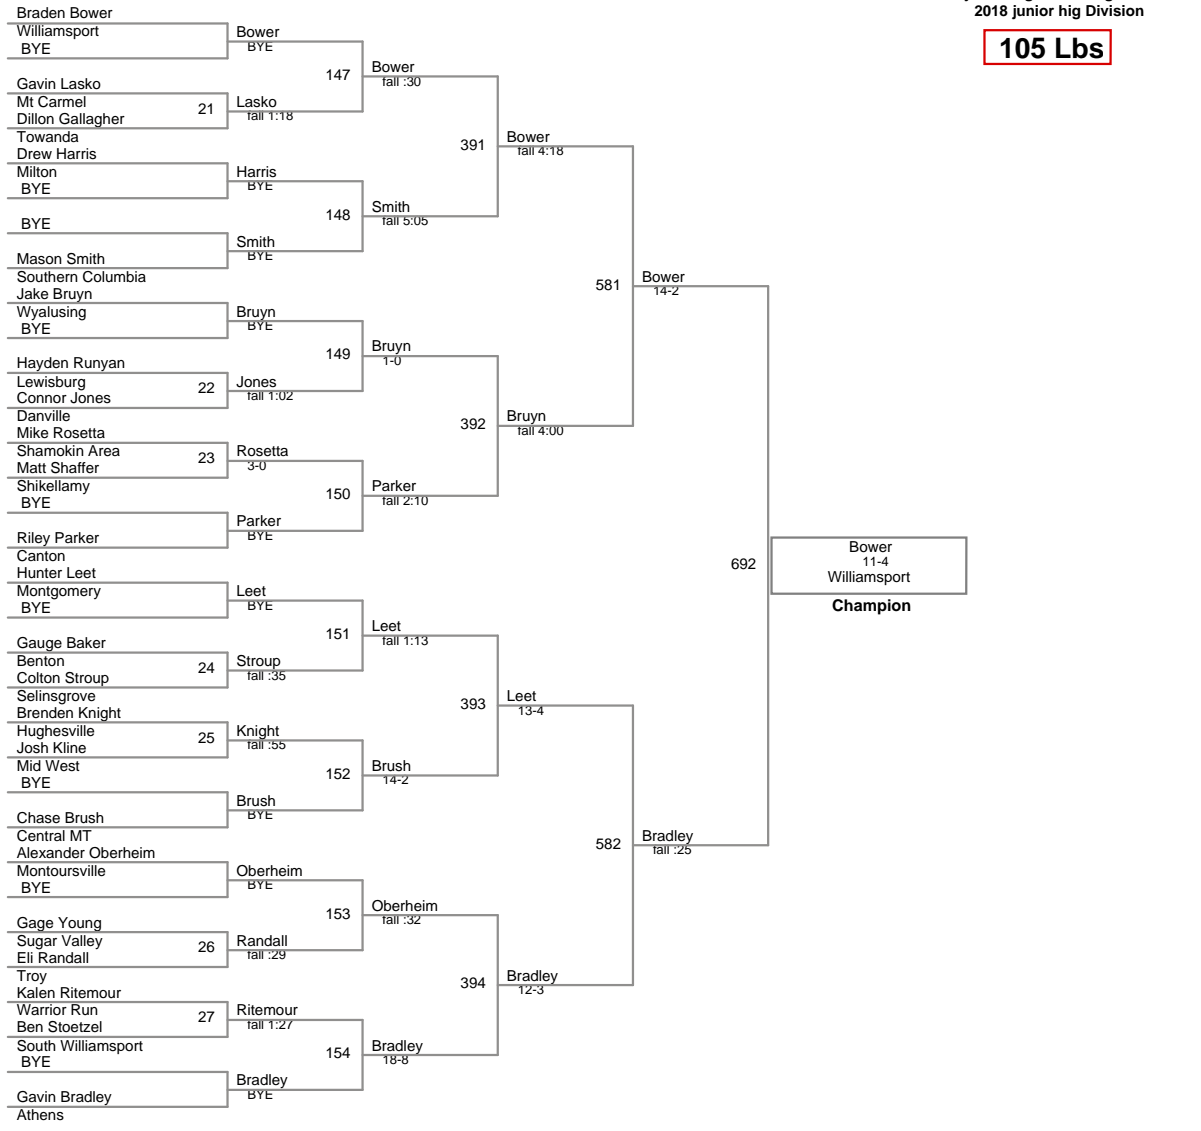 2018 junior hig Division
105 Lbs
Braden Bower
Williamsport
BYE
Bower
BYE
147
Bower
fall :30
Gavin Lasko
Mt Carmel
Dillon Gallagher
Towanda
21
Lasko
fall 1:18
391
Bower
fall 4:18
Drew Harris
Milton
BYE
Harris
BYE
148
Smith
fall 5:05
BYE
Mason Smith
Southern Columbia
Smith
BYE
581
Bower
14-2
Jake Bruyn
Wyalusing
BYE
Bruyn
BYE
149
Bruyn
1-0
Hayden Runyan
Lewisburg
Connor Jones
Danville
22
Jones
fall 1:02
392
Bruyn
fall 4:00
Mike Rosetta
Shamokin Area
Matt Shaffer
Shikellamy
23
Rosetta
3-0
150
Parker
fall 2:10
BYE
Riley Parker
Canton
Parker
BYE
692
Bower
11-4
Williamsport
Champion
Hunter Leet
Montgomery
BYE
Leet
BYE
151
Leet
fall 1:13
Gauge Baker
Benton
Colton Stroup
Selinsgrove
24
Stroup
fall :35
393
Leet
13-4
Brenden Knight
Hughesville
Josh Kline
Mid West
25
Knight
fall :55
152
Brush
14-2
BYE
Chase Brush
Central MT
Brush
BYE
582
Bradley
fall :25
Alexander Oberheim
Montoursville
BYE
Oberheim
BYE
153
Oberheim
fall :32
Gage Young
Sugar Valley
Eli Randall
Troy
26
Randall
fall :29
394
Bradley
12-3
Kalen Ritemour
Warrior Run
Ben Stoetzel
South Williamsport
27
Ritemour
fall 1:27
154
Bradley
18-8
BYE
Gavin Bradley
Athens
Bradley
BYE